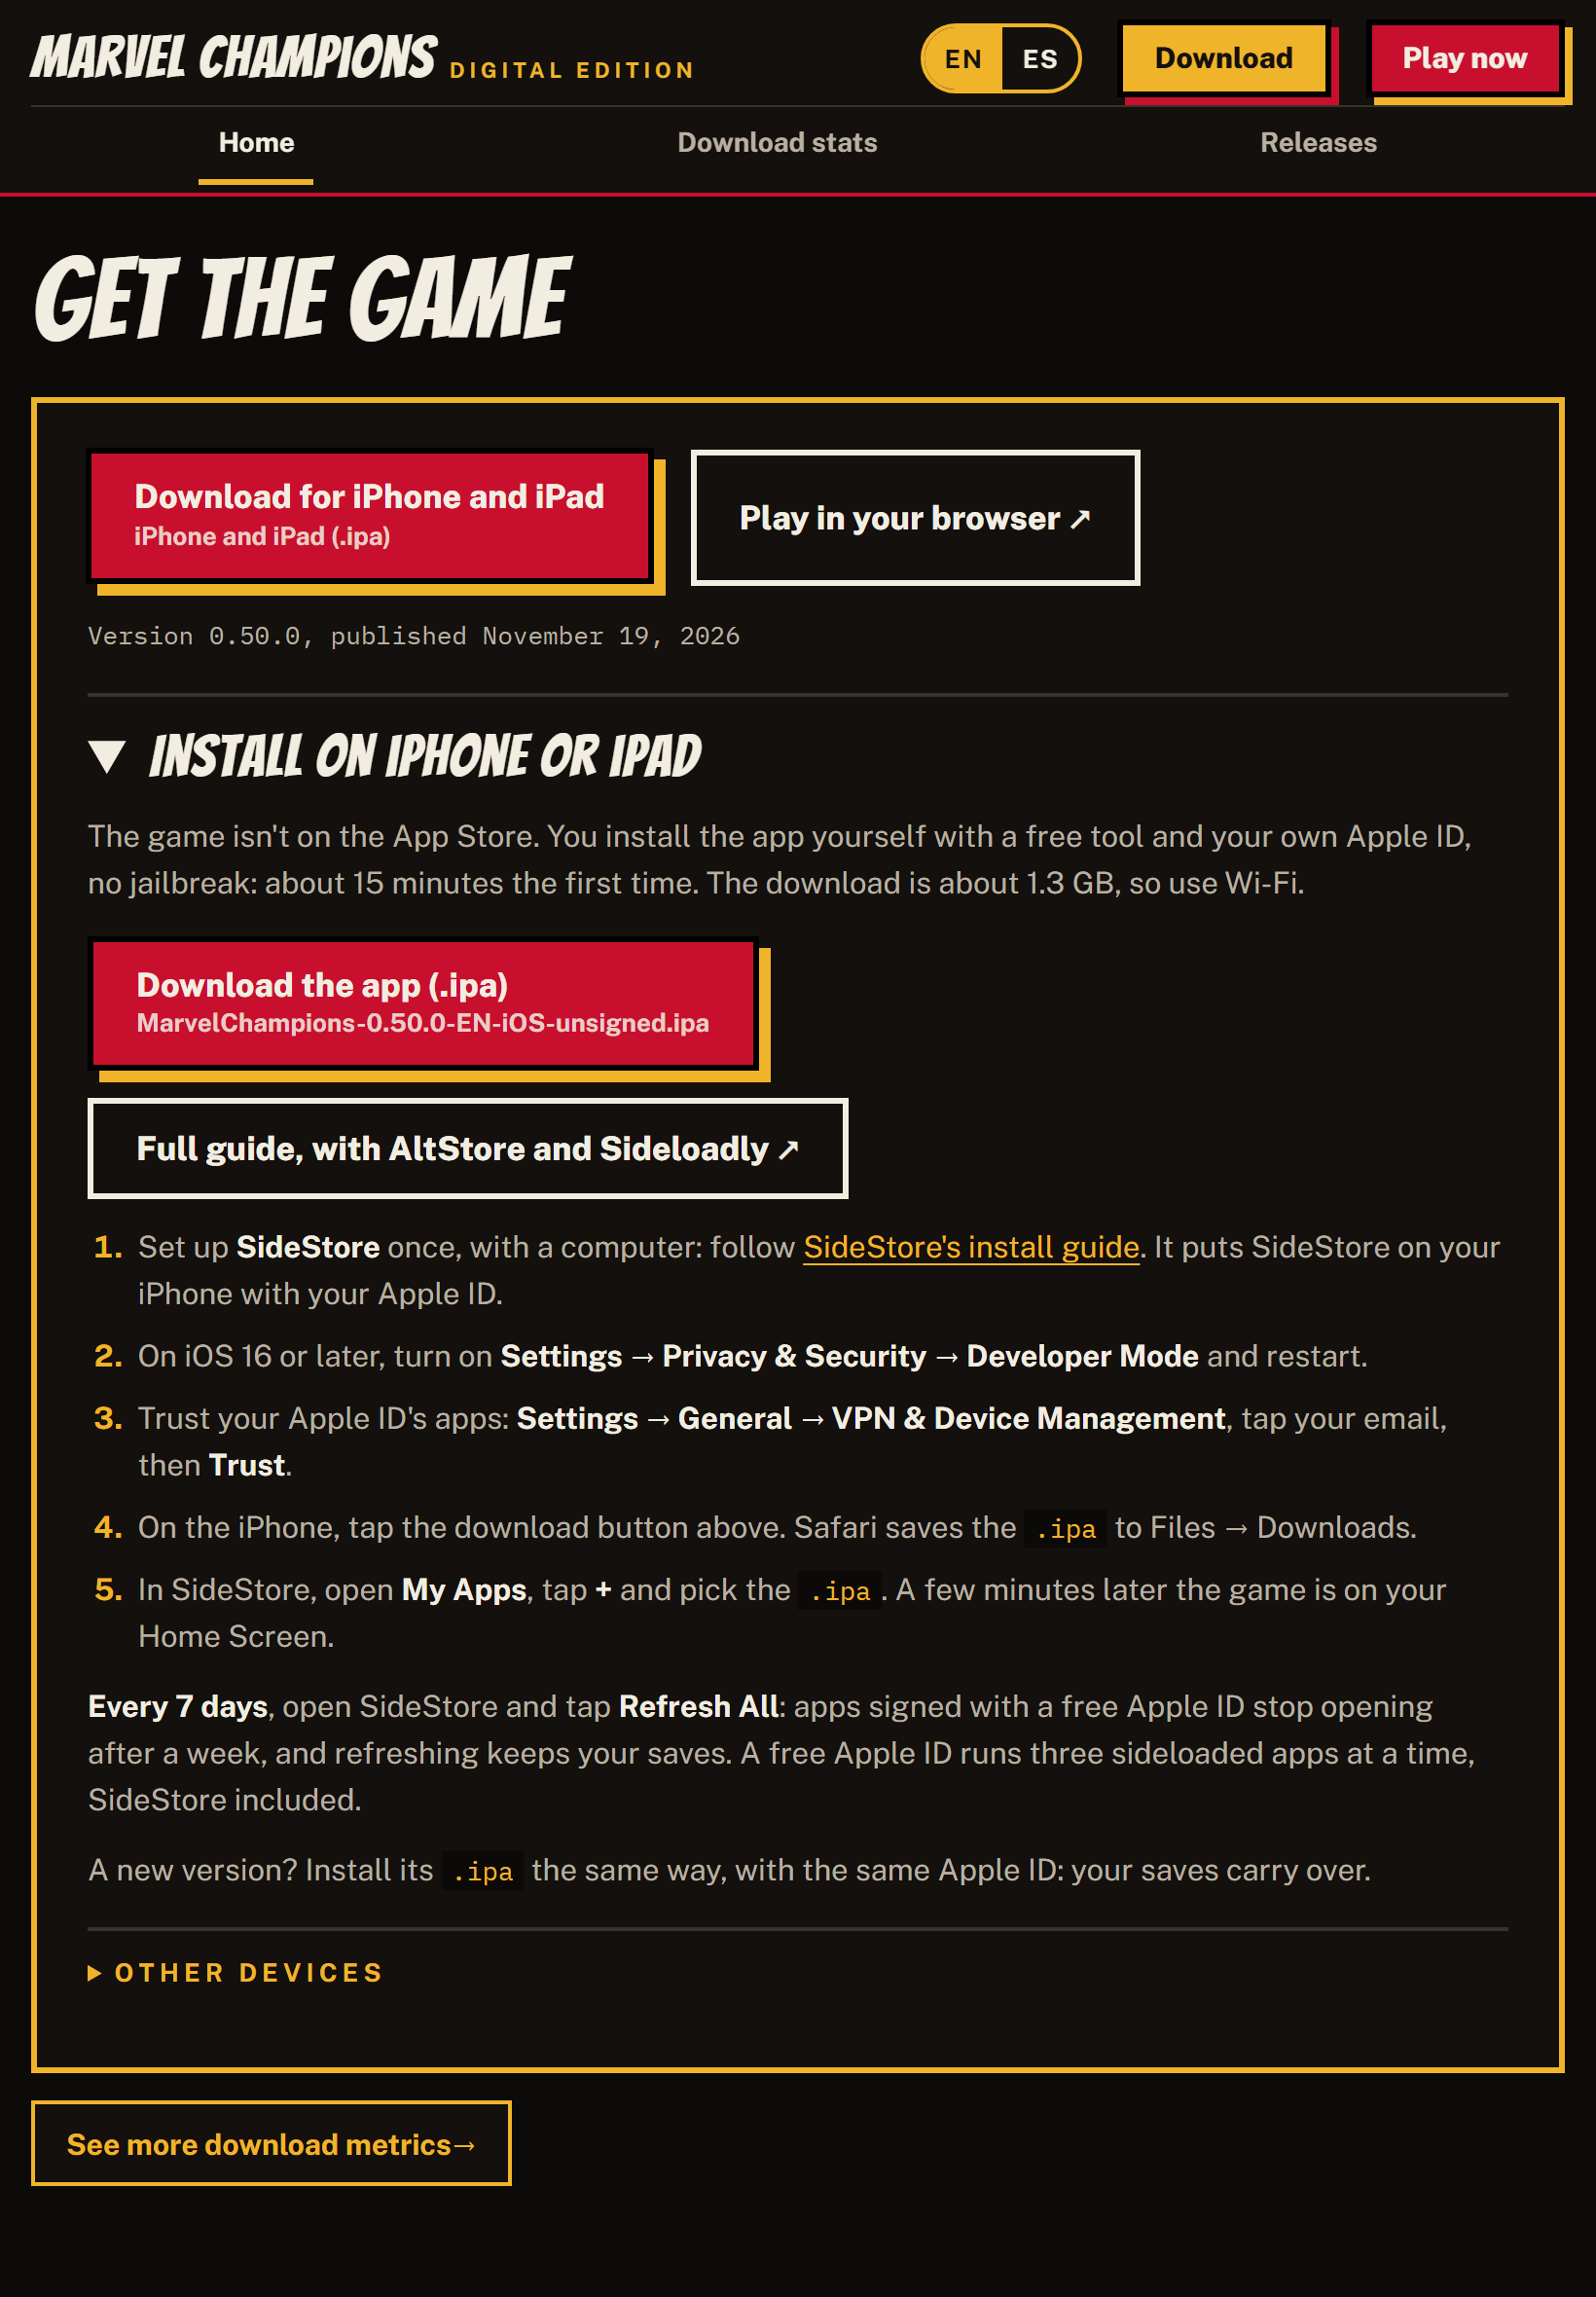 MARVEL CHAMPIONS DIGITAL EDITION
EN ES
Download
Play now
Home
Download stats
Releases
GET THE GAME
Download for iPhone and iPad
iPhone and iPad (.ipa)
Play in your browser ↗
Version 0.50.0, published November 19, 2026
▼ INSTALL ON IPHONE OR IPAD
The game isn't on the App Store. You install the app yourself with a free tool and your own Apple ID,
no jailbreak: about 15 minutes the first time. The download is about 1.3 GB, so use Wi-Fi.
Download the app (.ipa)
MarvelChampions-0.50.0-EN-iOS-unsigned.ipa
Full guide, with AltStore and Sideloadly ↗
1. Set up SideStore once, with a computer: follow SideStore's install guide. It puts SideStore on your
iPhone with your Apple ID.
2. On iOS 16 or later, turn on Settings → Privacy & Security → Developer Mode and restart.
3. Trust your Apple ID's apps: Settings → General → VPN & Device Management, tap your email,
then Trust.
4. On the iPhone, tap the download button above. Safari saves the .ipa to Files → Downloads.
5. In SideStore, open My Apps, tap + and pick the .ipa. A few minutes later the game is on your
Home Screen.
Every 7 days, open SideStore and tap Refresh All: apps signed with a free Apple ID stop opening
after a week, and refreshing keeps your saves. A free Apple ID runs three sideloaded apps at a time,
SideStore included.
A new version? Install its .ipa the same way, with the same Apple ID: your saves carry over.
▶ OTHER DEVICES
See more download metrics→